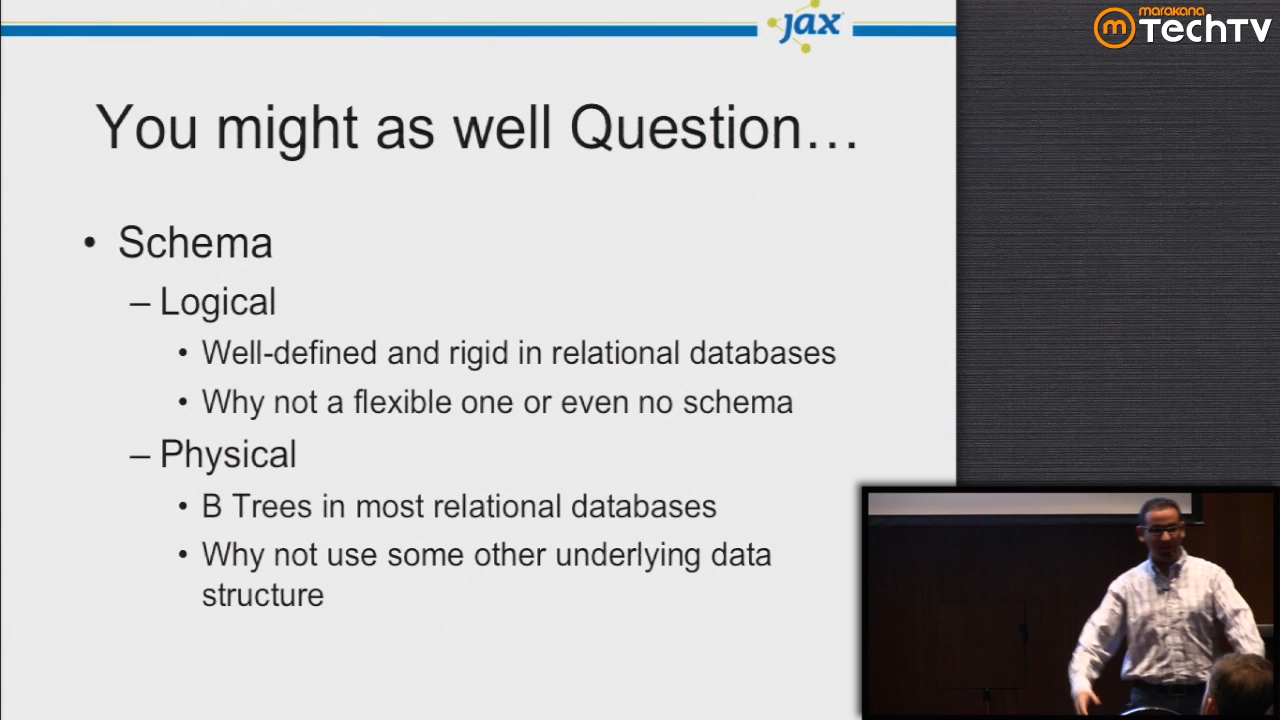 jax
marakana
m TechTV
You might as well Question…
• Schema
– Logical
• Well-defined and rigid in relational databases
• Why not a flexible one or even no schema
– Physical
• B Trees in most relational databases
• Why not use some other underlying data
structure